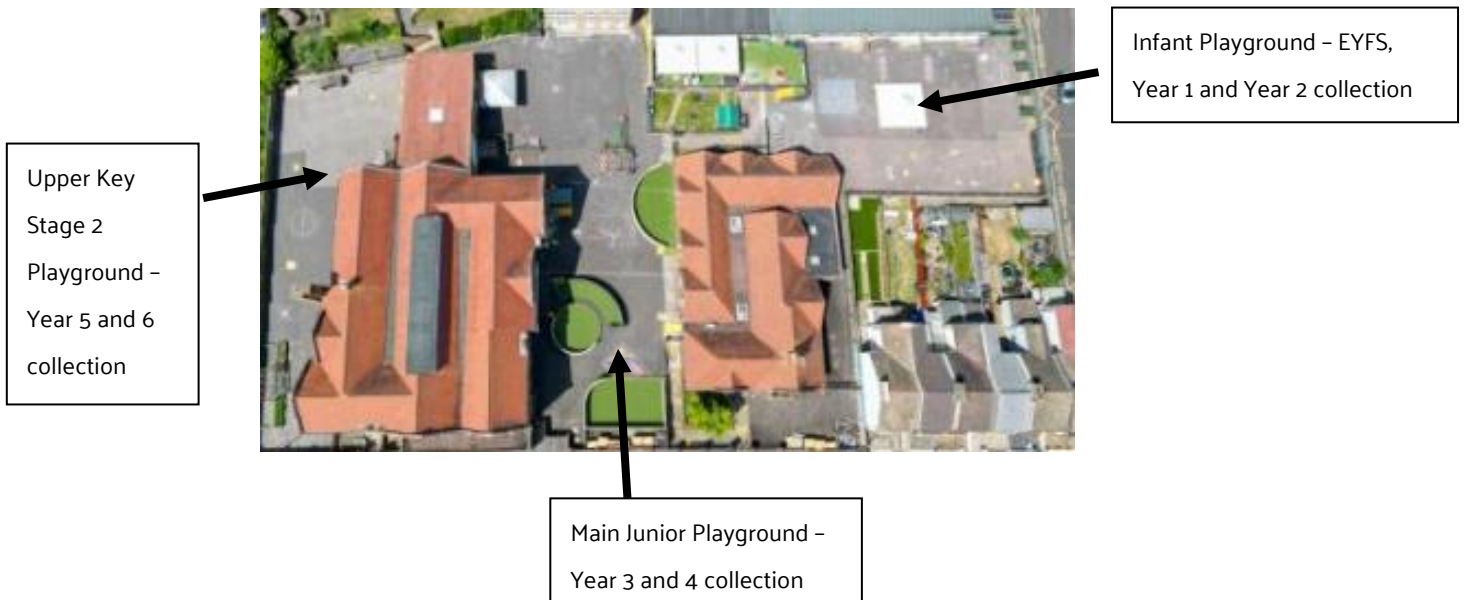 Infant Playground – EYFS,
Year 1 and Year 2 collection
Upper Key
Stage 2
Playground –
Year 5 and 6
collection
Main Junior Playground –
Year 3 and 4 collection